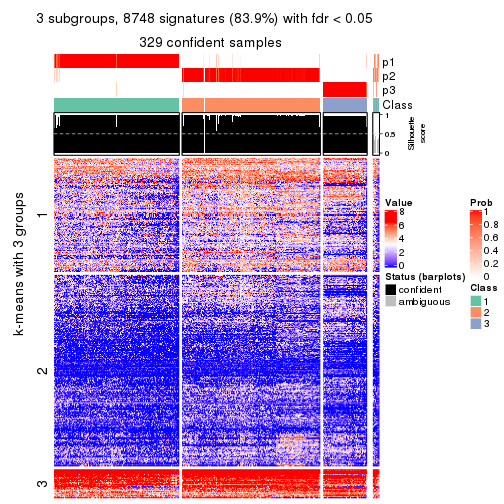 3 subgroups, 8748 signatures (83.9%) with fdr < 0.05
329 confident samples
p1
p2
p3
Class
1
0.5
0
Silhouette
score
k-means with 3 groups
1
2
3
Value
8
6
4
2
0
Status (barplots)
confident
ambiguous
Prob
1
0.8
0.6
0.4
0.2
0
Class
1
2
3